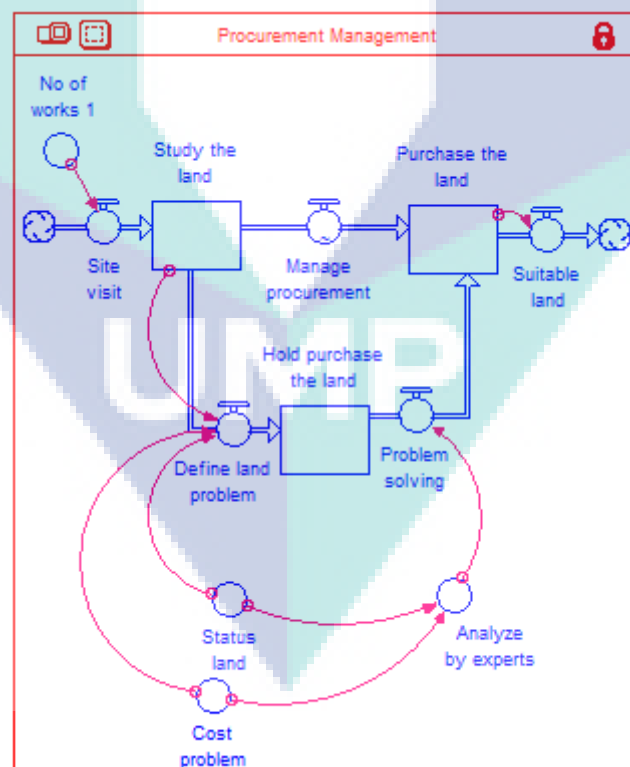 Procurement Management
No of
works 1
Study the
land
Purchase the
land
Site
visit
Manage
procurement
Suitable
land
UMP
Hold purchase
the land
Define land
problem
Problem
solving
Status
land
Analyze
by experts
Cost
problem